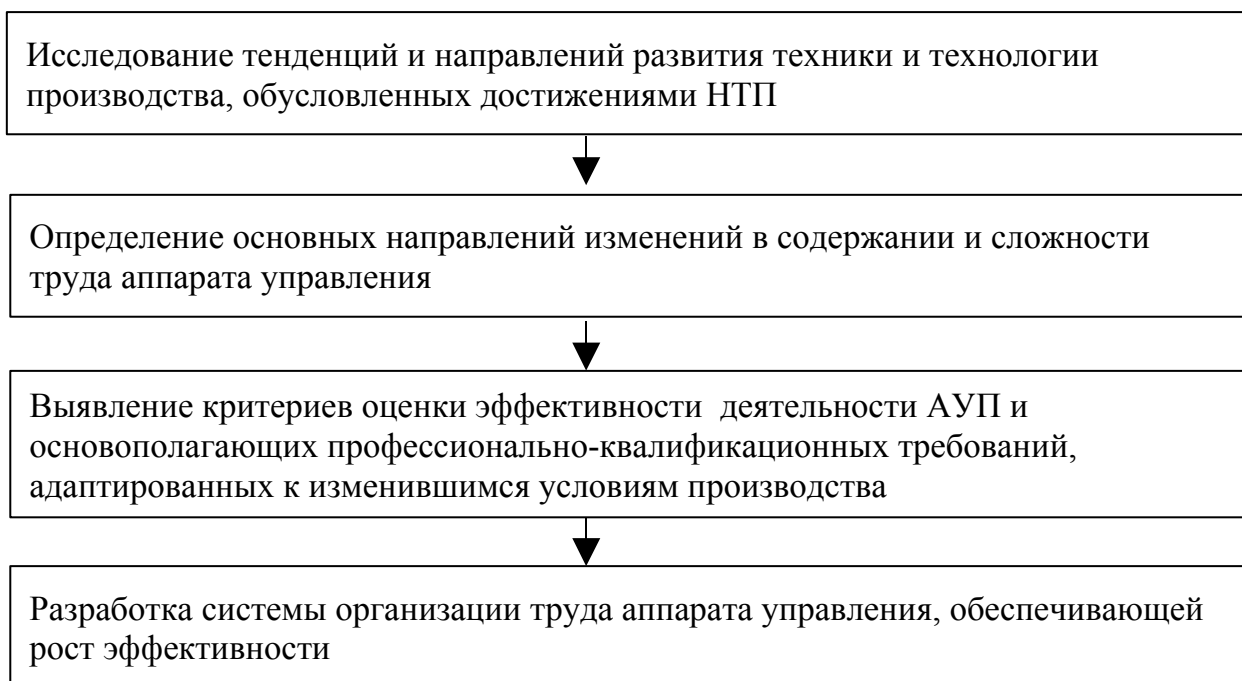 Исследование тенденций и направлений развития техники и технологии
производства, обусловленных достижениями НТП
Определение основных направлений изменений в содержании и сложности
труда аппарата управления
Выявление критериев оценки эффективности деятельности АУП и
основополагающих профессионально-квалификационных требований,
адаптированных к изменившимся условиям производства
Разработка системы организации труда аппарата управления, обеспечивающей
рост эффективности